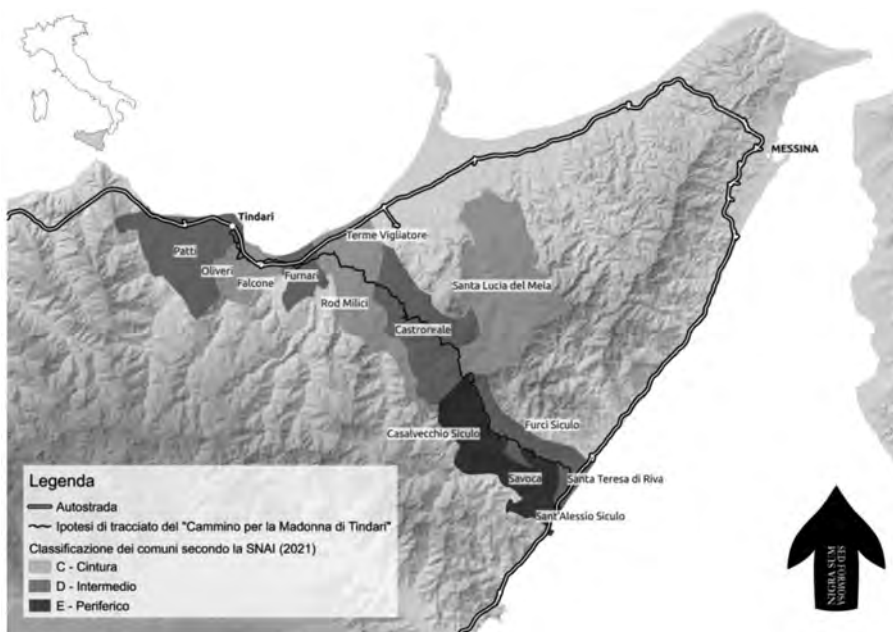 MESSINA
Tindari
Terme Vigliatore
Patti
Oliveri
Falcone
Furnari
Rodì Milici
Santa Lucia del Mela
Castroreale
Casalvecchio Siculo
Furci Siculo
Savoca
Santa Teresa di Riva
Sant'Alessio Siculo
Legenda
Autostrada
Ipotesi di tracciato del "Cammino per la Madonna di Tindari"
Classificazione dei comuni secondo la SNAI (2021)
C - Cintura
D - Intermedio
E - Periferico
NIGRA SUM
SED FORMOSA